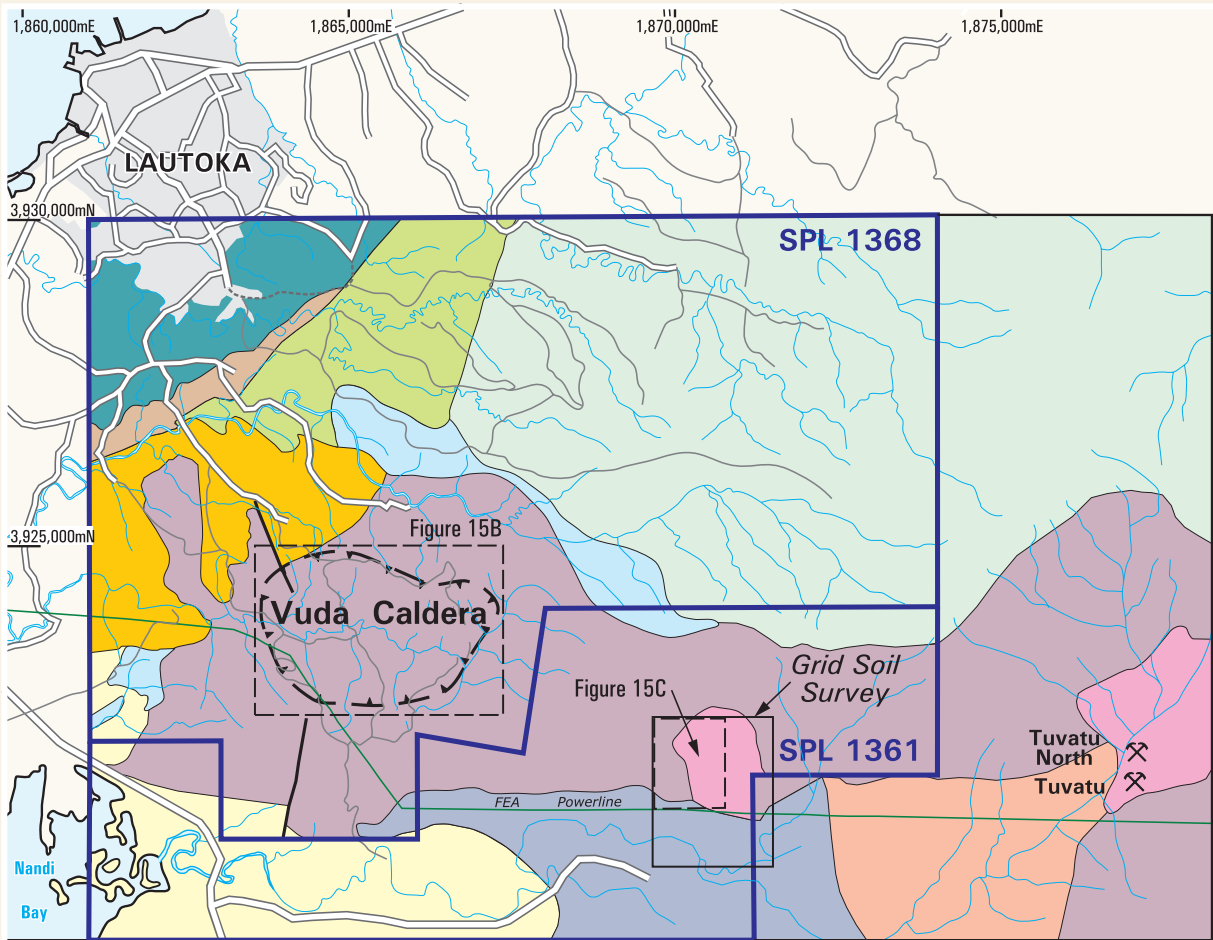 1,860,000mE
1,865,000mE
1,870,000mE
1,875,000mE
LAUTOKA
3,930,000mN
SPL 1368
3,925,000mN
Figure 15B
Vuda Caldera
Grid Soil
Survey
Figure 15C
SPL 1361
Tuvatu
North
Tuvatu
FEA Powerline
Nandi
Bay